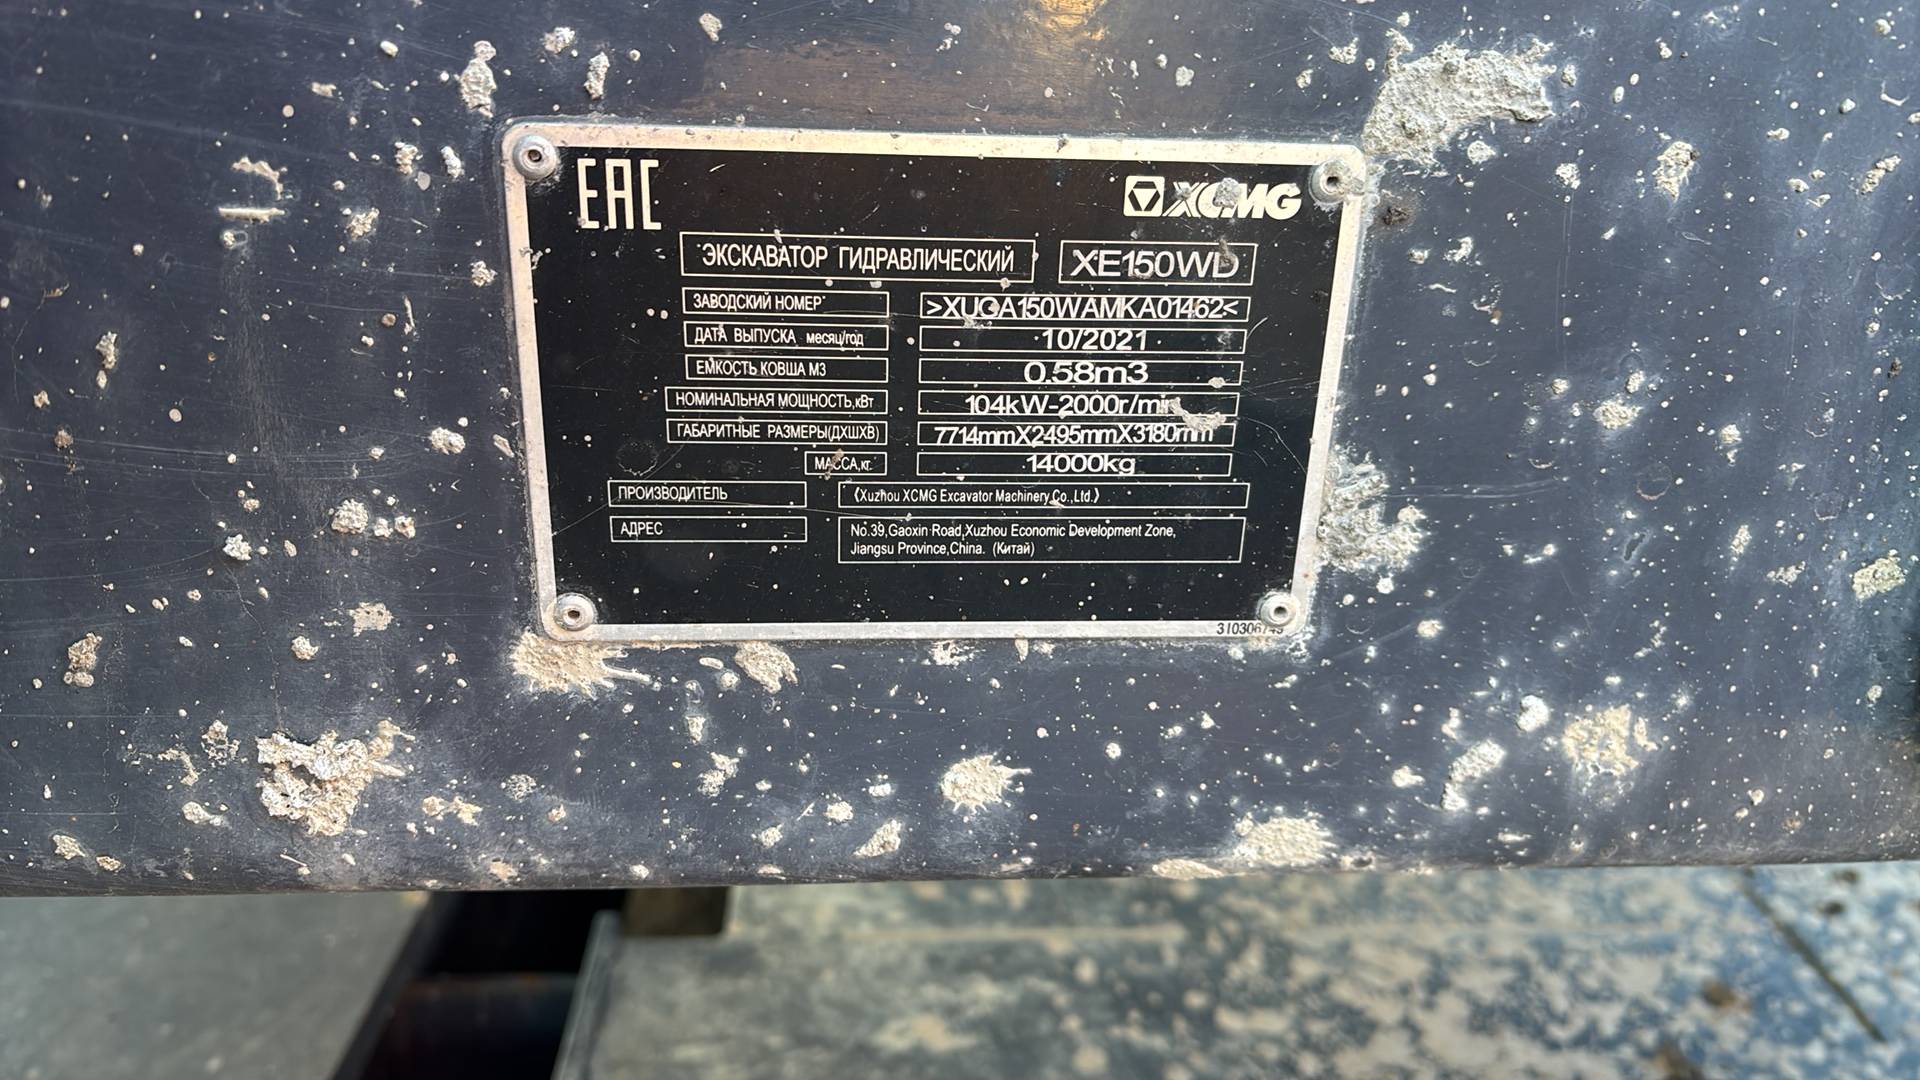 EAC
XCMG
ЭКСКАВАТОР ГИДРАВЛИЧЕСКИЙ XE150WD
ЗАВОДСКИЙ НОМЕР >XUGA150WAMKA01462<
ДАТА ВЫПУСКА месяц/год 10/2021
ЕМКОСТЬ КОВША М3 0.58m3
НОМИНАЛЬНАЯ МОЩНОСТЬ,кВт 104kW-2000r/min
ГАБАРИТНЫЕ РАЗМЕРЫ(ДХШХВ) 7714mmX2495mmX3180mm
МАССА,кг. 14000kg
ПРОИЗВОДИТЕЛЬ 《Xuzhou XCMG Excavator Machinery Co.,Ltd.》
АДРЕС No.39,Gaoxin Road,Xuzhou Economic Development Zone,
Jiangsu Province,China. (Китай)
310306749